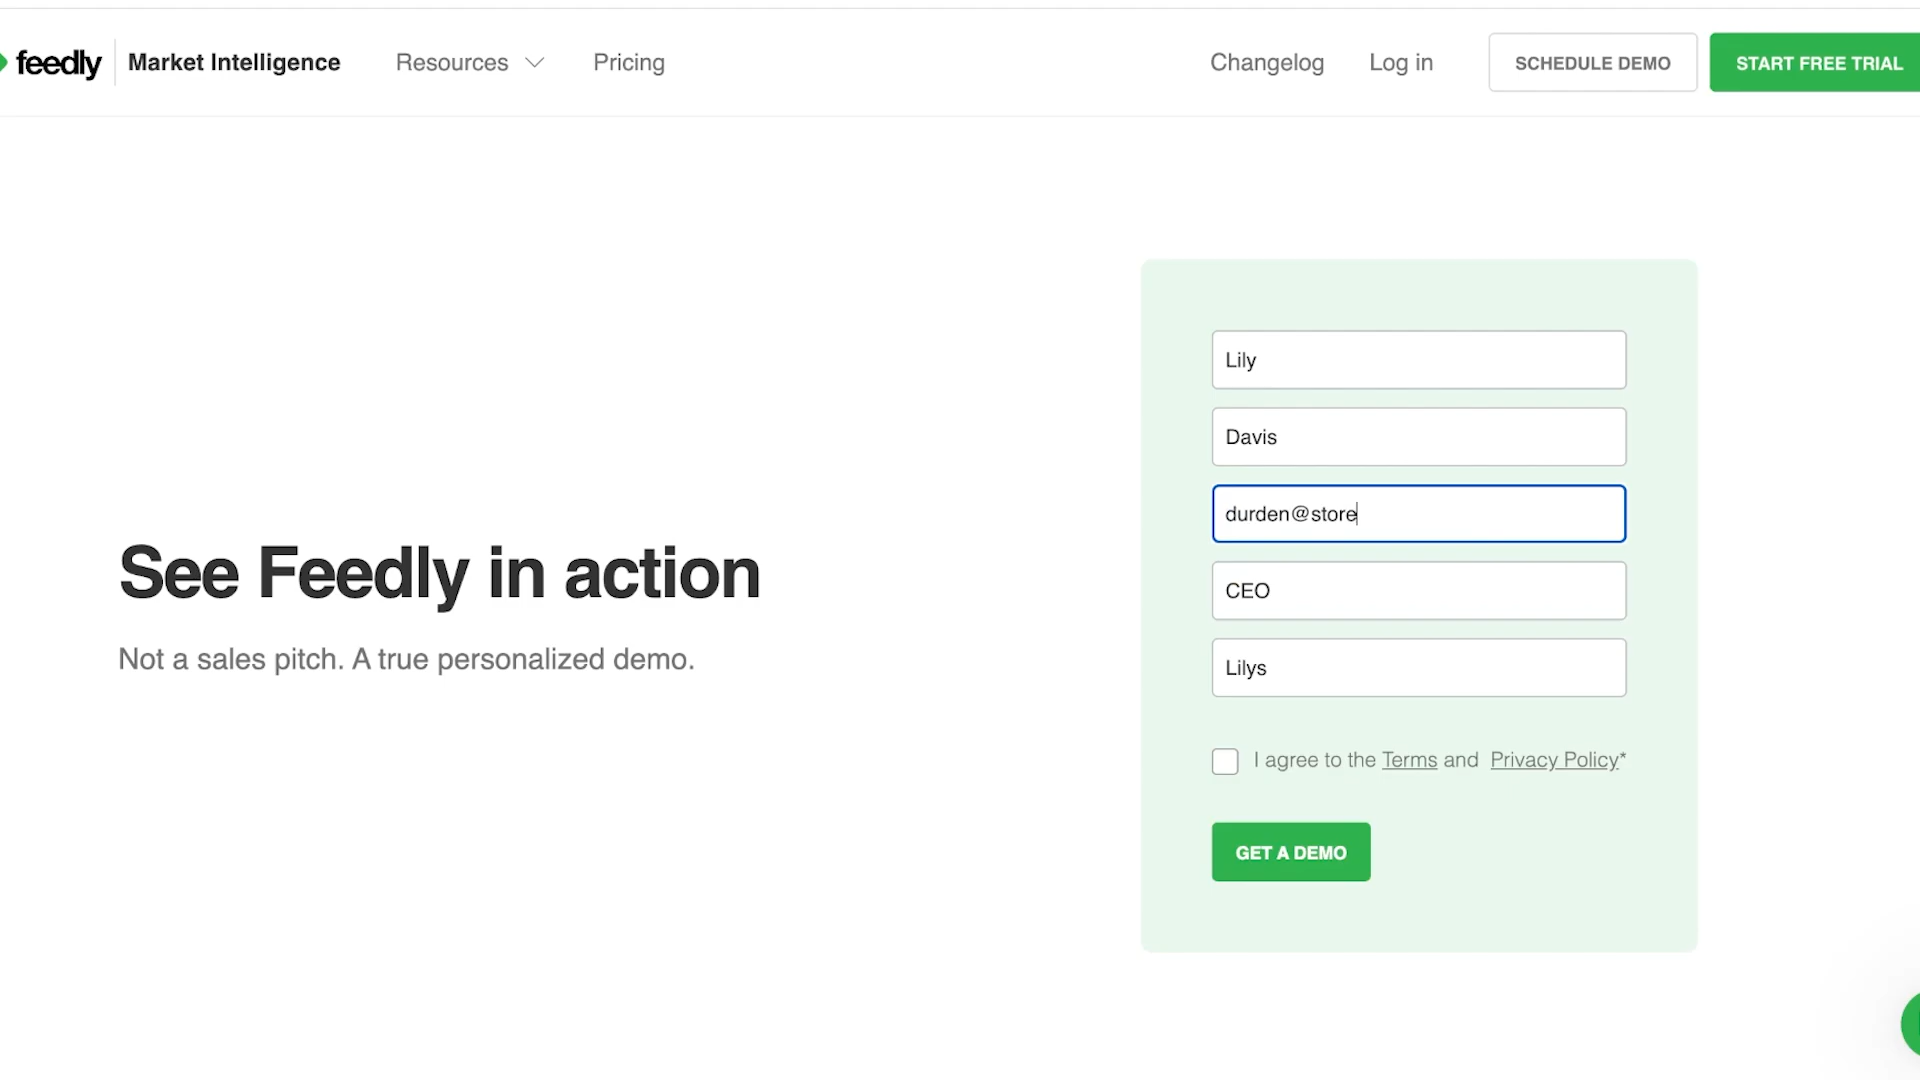 feedly Market Intelligence Resources Pricing Changelog Log in SCHEDULE DEMO START FREE TRIAL
Lily
Davis
durden@store
CEO
Lilys
See Feedly in action
Not a sales pitch. A true personalized demo.
I agree to the Terms and Privacy Policy*
GET A DEMO